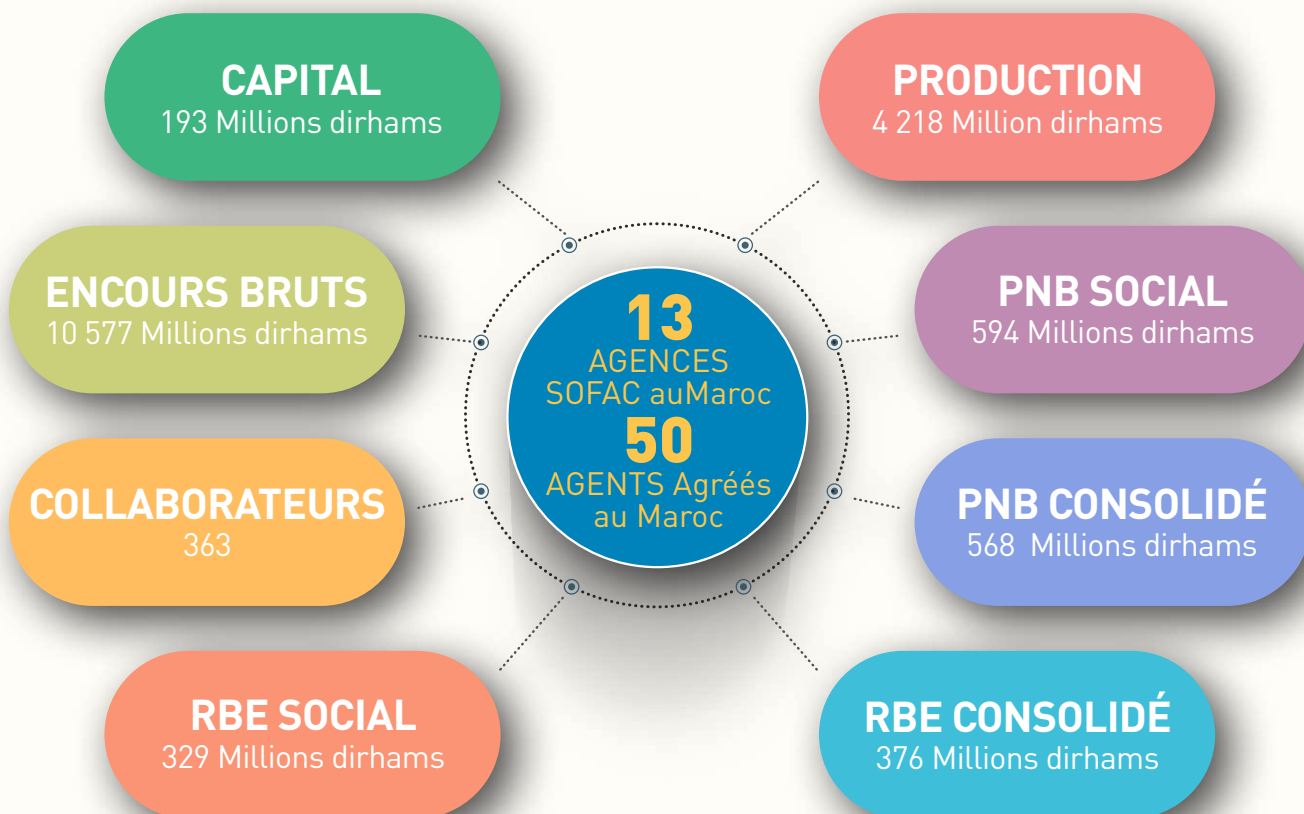 CAPITAL
193 Millions dirhams
PRODUCTION
4 218 Million dirhams
ENCOURS BRUTS
10 577 Millions dirhams
PNB SOCIAL
594 Millions dirhams
13
AGENCES
SOFAC auMaroc
50
AGENTS Agréés
au Maroc
COLLABORATEURS
363
PNB CONSOLIDÉ
568 Millions dirhams
RBE SOCIAL
329 Millions dirhams
RBE CONSOLIDÉ
376 Millions dirhams